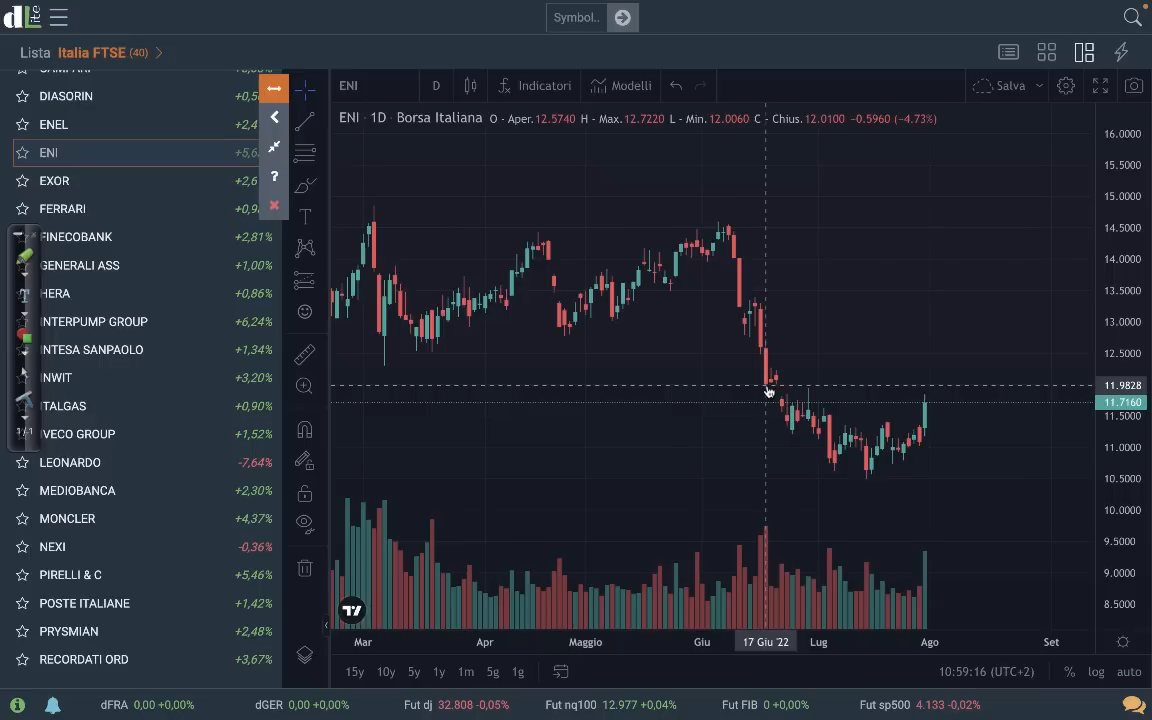 dLite
Symbol..
Lista Italia FTSE (40)
ENI D Indicatori Modelli Salva
ENI · 1D · Borsa Italiana O - Aper.12.5740 H - Max.12.7220 L - Min.12.0060 C - Chius.12.0100 -0.5960 (-4.73%)
DIASORIN
ENEL +2,4
ENI
EXOR +2,6
FERRARI
FINECOBANK +2,81%
GENERALI ASS +1,00%
HERA +0,86%
INTERPUMP GROUP +6,24%
INTESA SANPAOLO +1,34%
INWIT +3,20%
ITALGAS +0,90%
IVECO GROUP +1,52%
LEONARDO -7,64%
MEDIOBANCA +2,30%
MONCLER +4,37%
NEXI -0,36%
PIRELLI & C +5,46%
POSTE ITALIANE +1,42%
PRYSMIAN +2,48%
RECORDATI ORD +3,67%
?
T
1/1
16.0000
15.5000
15.0000
14.5000
14.0000
13.5000
13.0000
12.5000
11.9828
11.7160
11.5000
11.0000
10.5000
10.0000
9.5000
9.0000
8.5000
Mar Apr Maggio Giu 17 Giu '22 Lug Ago Set
15y 10y 5y 1y 1m 5g 1g 10:59:16 (UTC+2) % log auto
dFRA 0,00 +0,00% dGER 0,00 +0,00% Fut dj 32.808 -0,05% Fut nq100 12.977 +0,04% Fut FIB 0 +0,00% Fut sp500 4.133 -0,02%